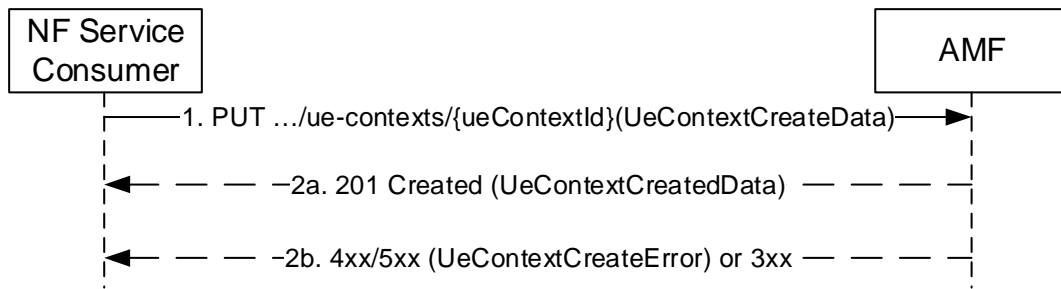 NF Service
Consumer
AMF
1. PUT …/ue-contexts/{ueContextId}(UeContextCreateData)
2a. 201 Created (UeContextCreatedData)
2b. 4xx/5xx (UeContextCreateError) or 3xx